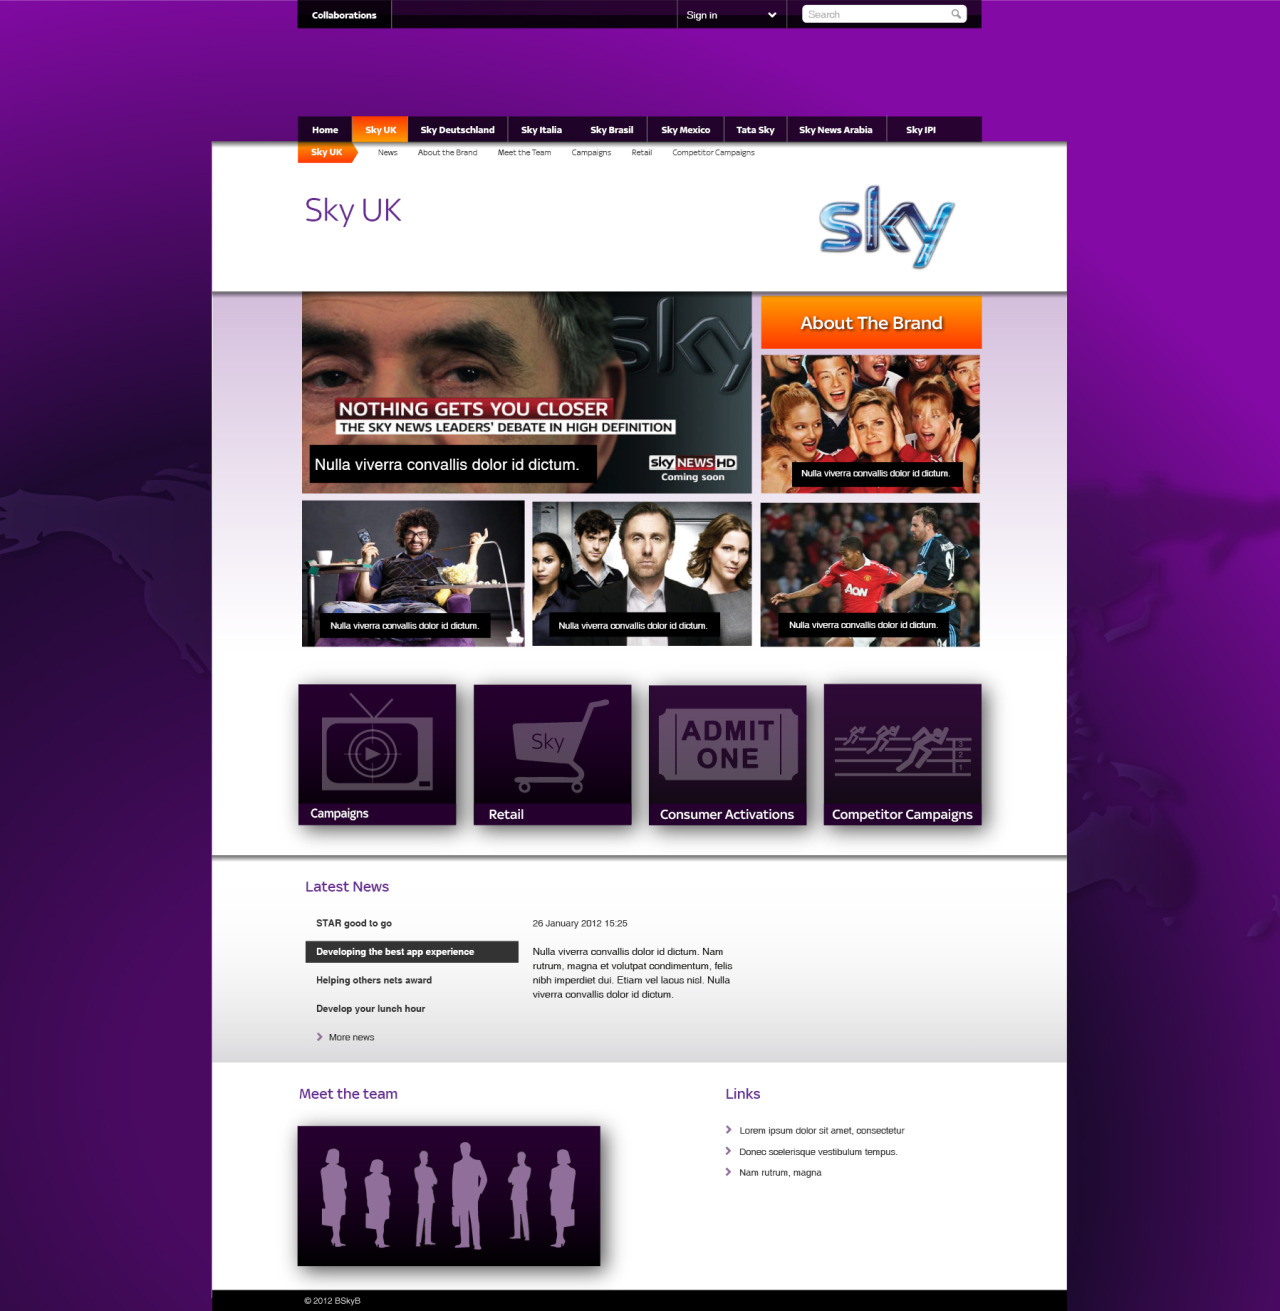 Collaborations
Sign in
Search
Home
Sky UK
Sky Deutschland
Sky Italia
Sky Brasil
Sky Mexico
Tata Sky
Sky News Arabia
Sky IPI
Sky UK
News
About the Brand
Meet the Team
Campaigns
Retail
Competitor Campaigns
Sky UK
sky
sky
NOTHING GETS YOU CLOSER
THE SKY NEWS LEADERS' DEBATE IN HIGH DEFINITION
Nulla viverra convallis dolor id dictum.
sky NEWS HD
Coming soon
About The Brand
Nulla viverra convallis dolor id dictum.
Nulla viverra convallis dolor id dictum.
Nulla viverra convallis dolor id dictum.
AON
Nulla viverra convallis dolor id dictum.
Campaigns
Sky
Retail
ADMIT
ONE
Consumer Activations
3
2
1
Competitor Campaigns
Latest News
STAR good to go
Developing the best app experience
Helping others nets award
Develop your lunch hour
More news
26 January 2012 15:25
Nulla viverra convallis dolor id dictum. Nam
rutrum, magna et volutpat condimentum, felis
nibh imperdiet dui. Etiam vel lacus nisl. Nulla
viverra convallis dolor id dictum.
Meet the team
Links
Lorem ipsum dolor sit amet, consectetur
Donec scelerisque vestibulum tempus.
Nam rutrum, magna
© 2012 BSkyB